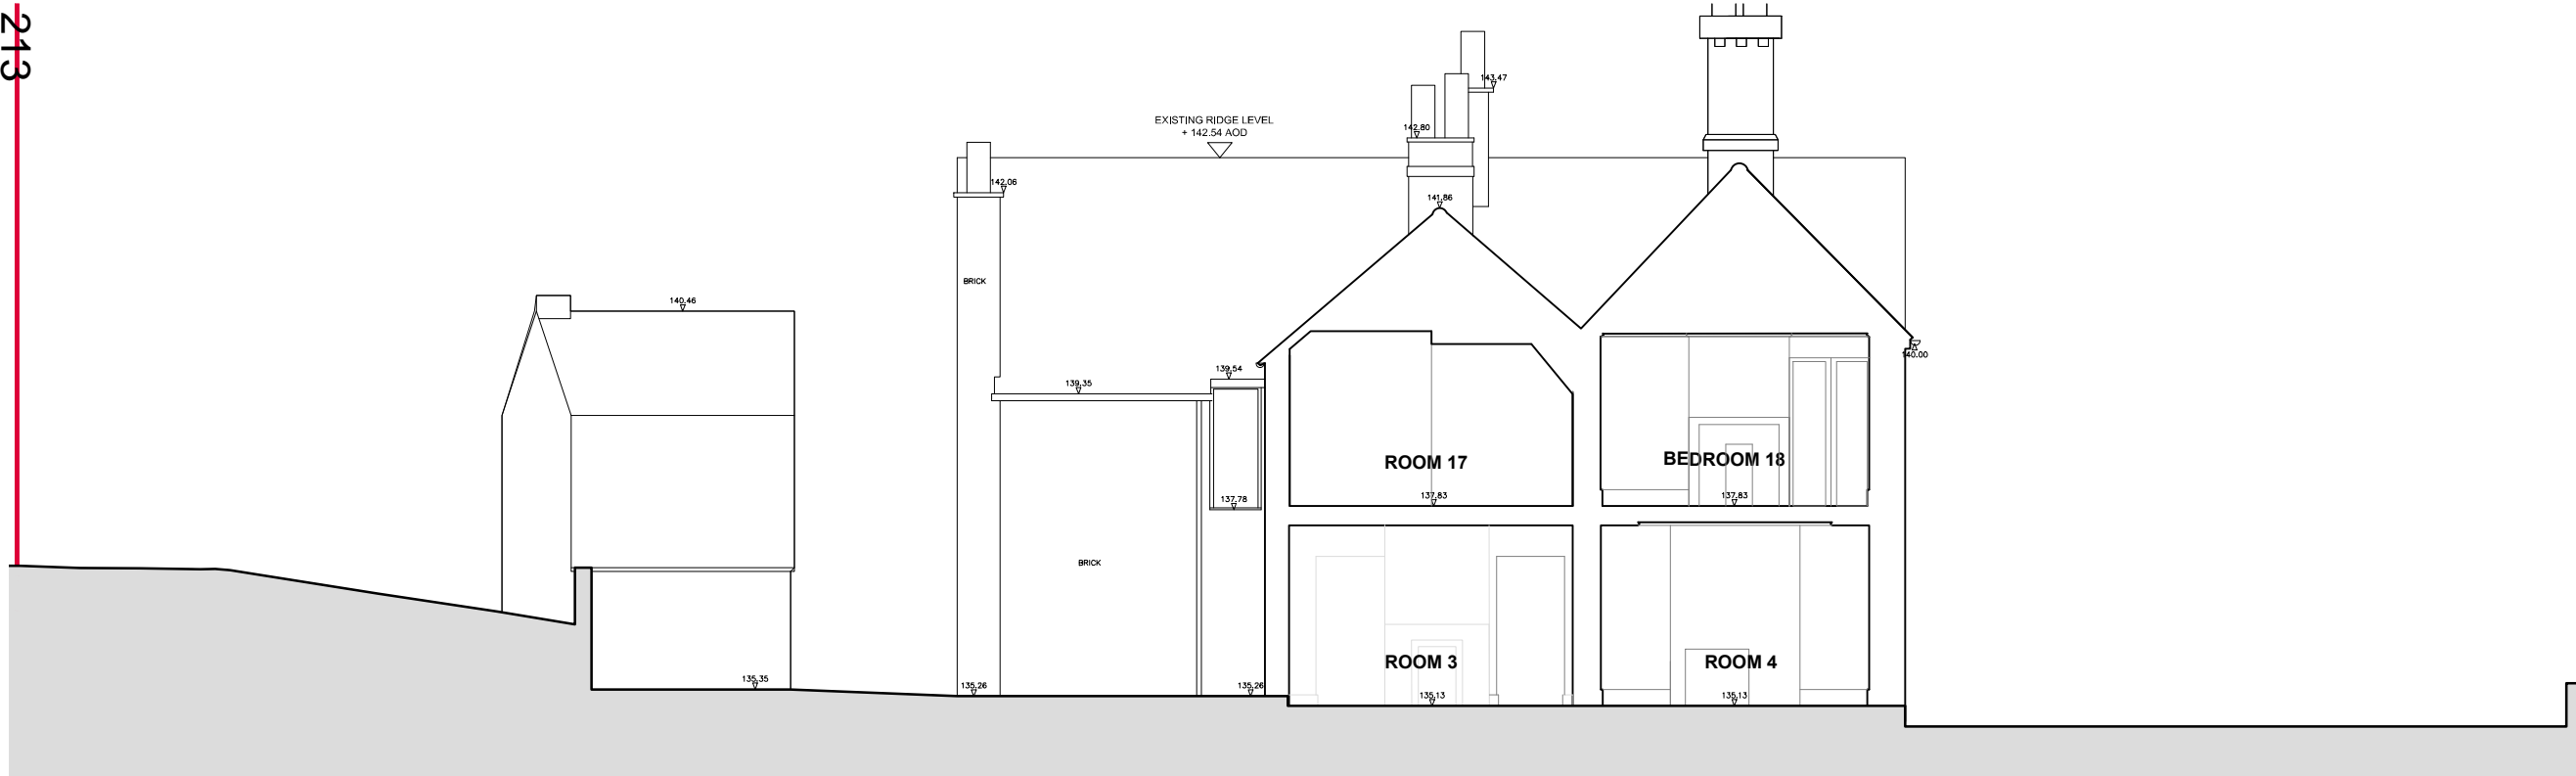 213
143.47
EXISTING RIDGE LEVEL
+ 142.54 AOD
142.80
142.06
141.86
BRICK
140.46
140.00
139.54
139.35
ROOM 17
BEDROOM 18
137.78
137.83
137.83
BRICK
ROOM 3
ROOM 4
135.35
135.26
135.26
135.13
135.13